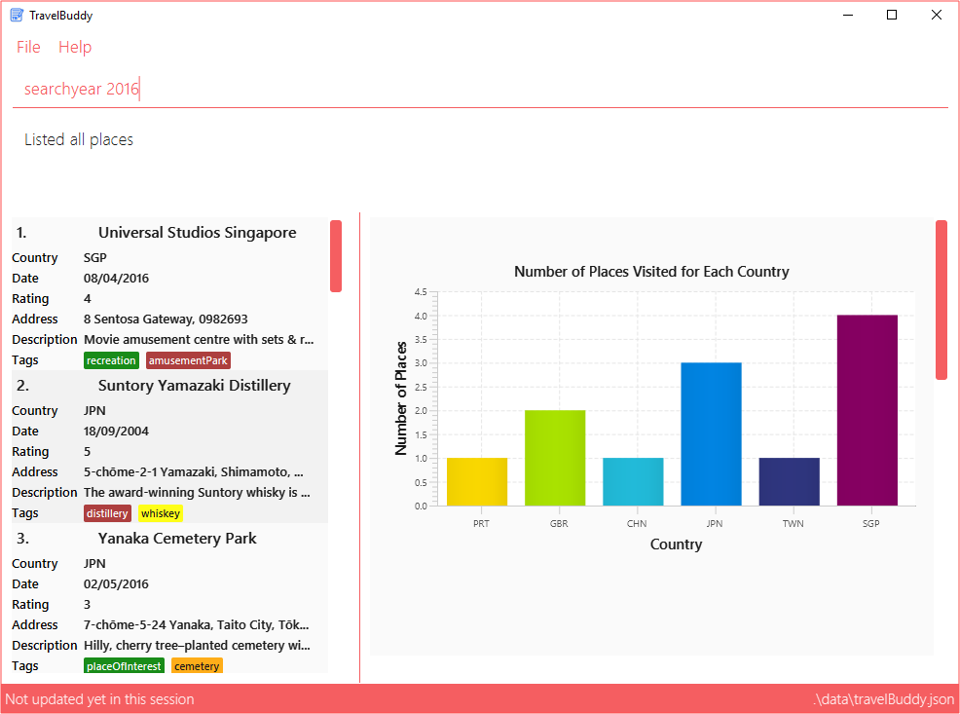 TravelBuddy
File Help
searchyear 2016
Listed all places
1. Universal Studios Singapore
Country SGP
Date 08/04/2016
Rating 4
Address 8 Sentosa Gateway, 0982693
Description Movie amusement centre with sets & r...
Tags recreation amusementPark
2. Suntory Yamazaki Distillery
Country JPN
Date 18/09/2004
Rating 5
Address 5-chōme-2-1 Yamazaki, Shimamoto, ...
Description The award-winning Suntory whisky is ...
Tags distillery whiskey
3. Yanaka Cemetery Park
Country JPN
Date 02/05/2016
Rating 3
Address 7-chōme-5-24 Yanaka, Taito City, Tōk...
Description Hilly, cherry tree–planted cemetery wi...
Tags placeOfInterest cemetery
Number of Places Visited for Each Country
Number of Places
4.5
4.0
3.5
3.0
2.5
2.0
1.5
1.0
0.5
0.0
PRT GBR CHN JPN TWN SGP
Country
Not updated yet in this session
.\data\travelBuddy.json